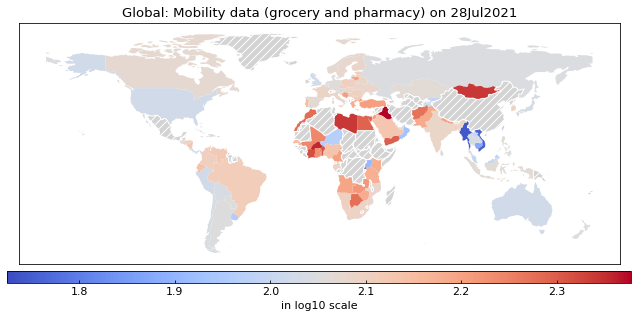 Global: Mobility data (grocery and pharmacy) on 28Jul2021
1.8 1.9 2.0 2.1 2.2 2.3
in log10 scale